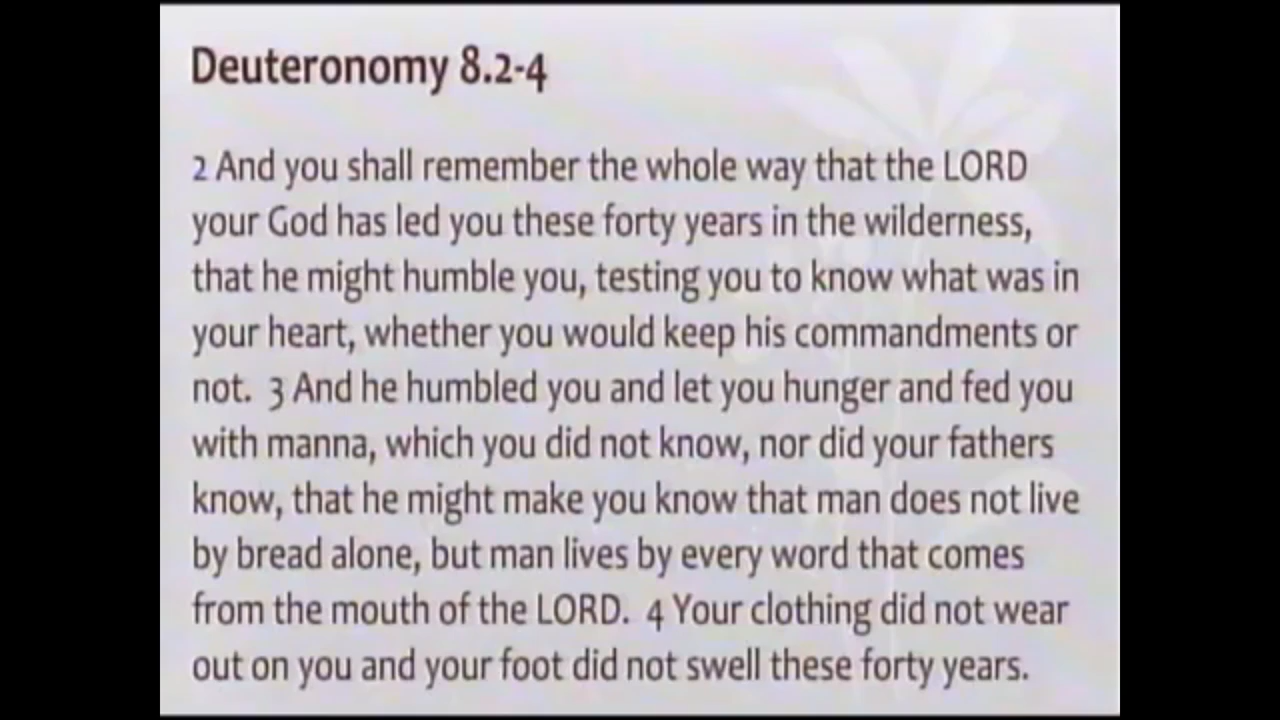 Deuteronomy 8.2-4
2 And you shall remember the whole way that the LORD
your God has led you these forty years in the wilderness,
that he might humble you, testing you to know what was in
your heart, whether you would keep his commandments or
not.  3 And he humbled you and let you hunger and fed you
with manna, which you did not know, nor did your fathers
know, that he might make you know that man does not live
by bread alone, but man lives by every word that comes
from the mouth of the LORD.  4 Your clothing did not wear
out on you and your foot did not swell these forty years.